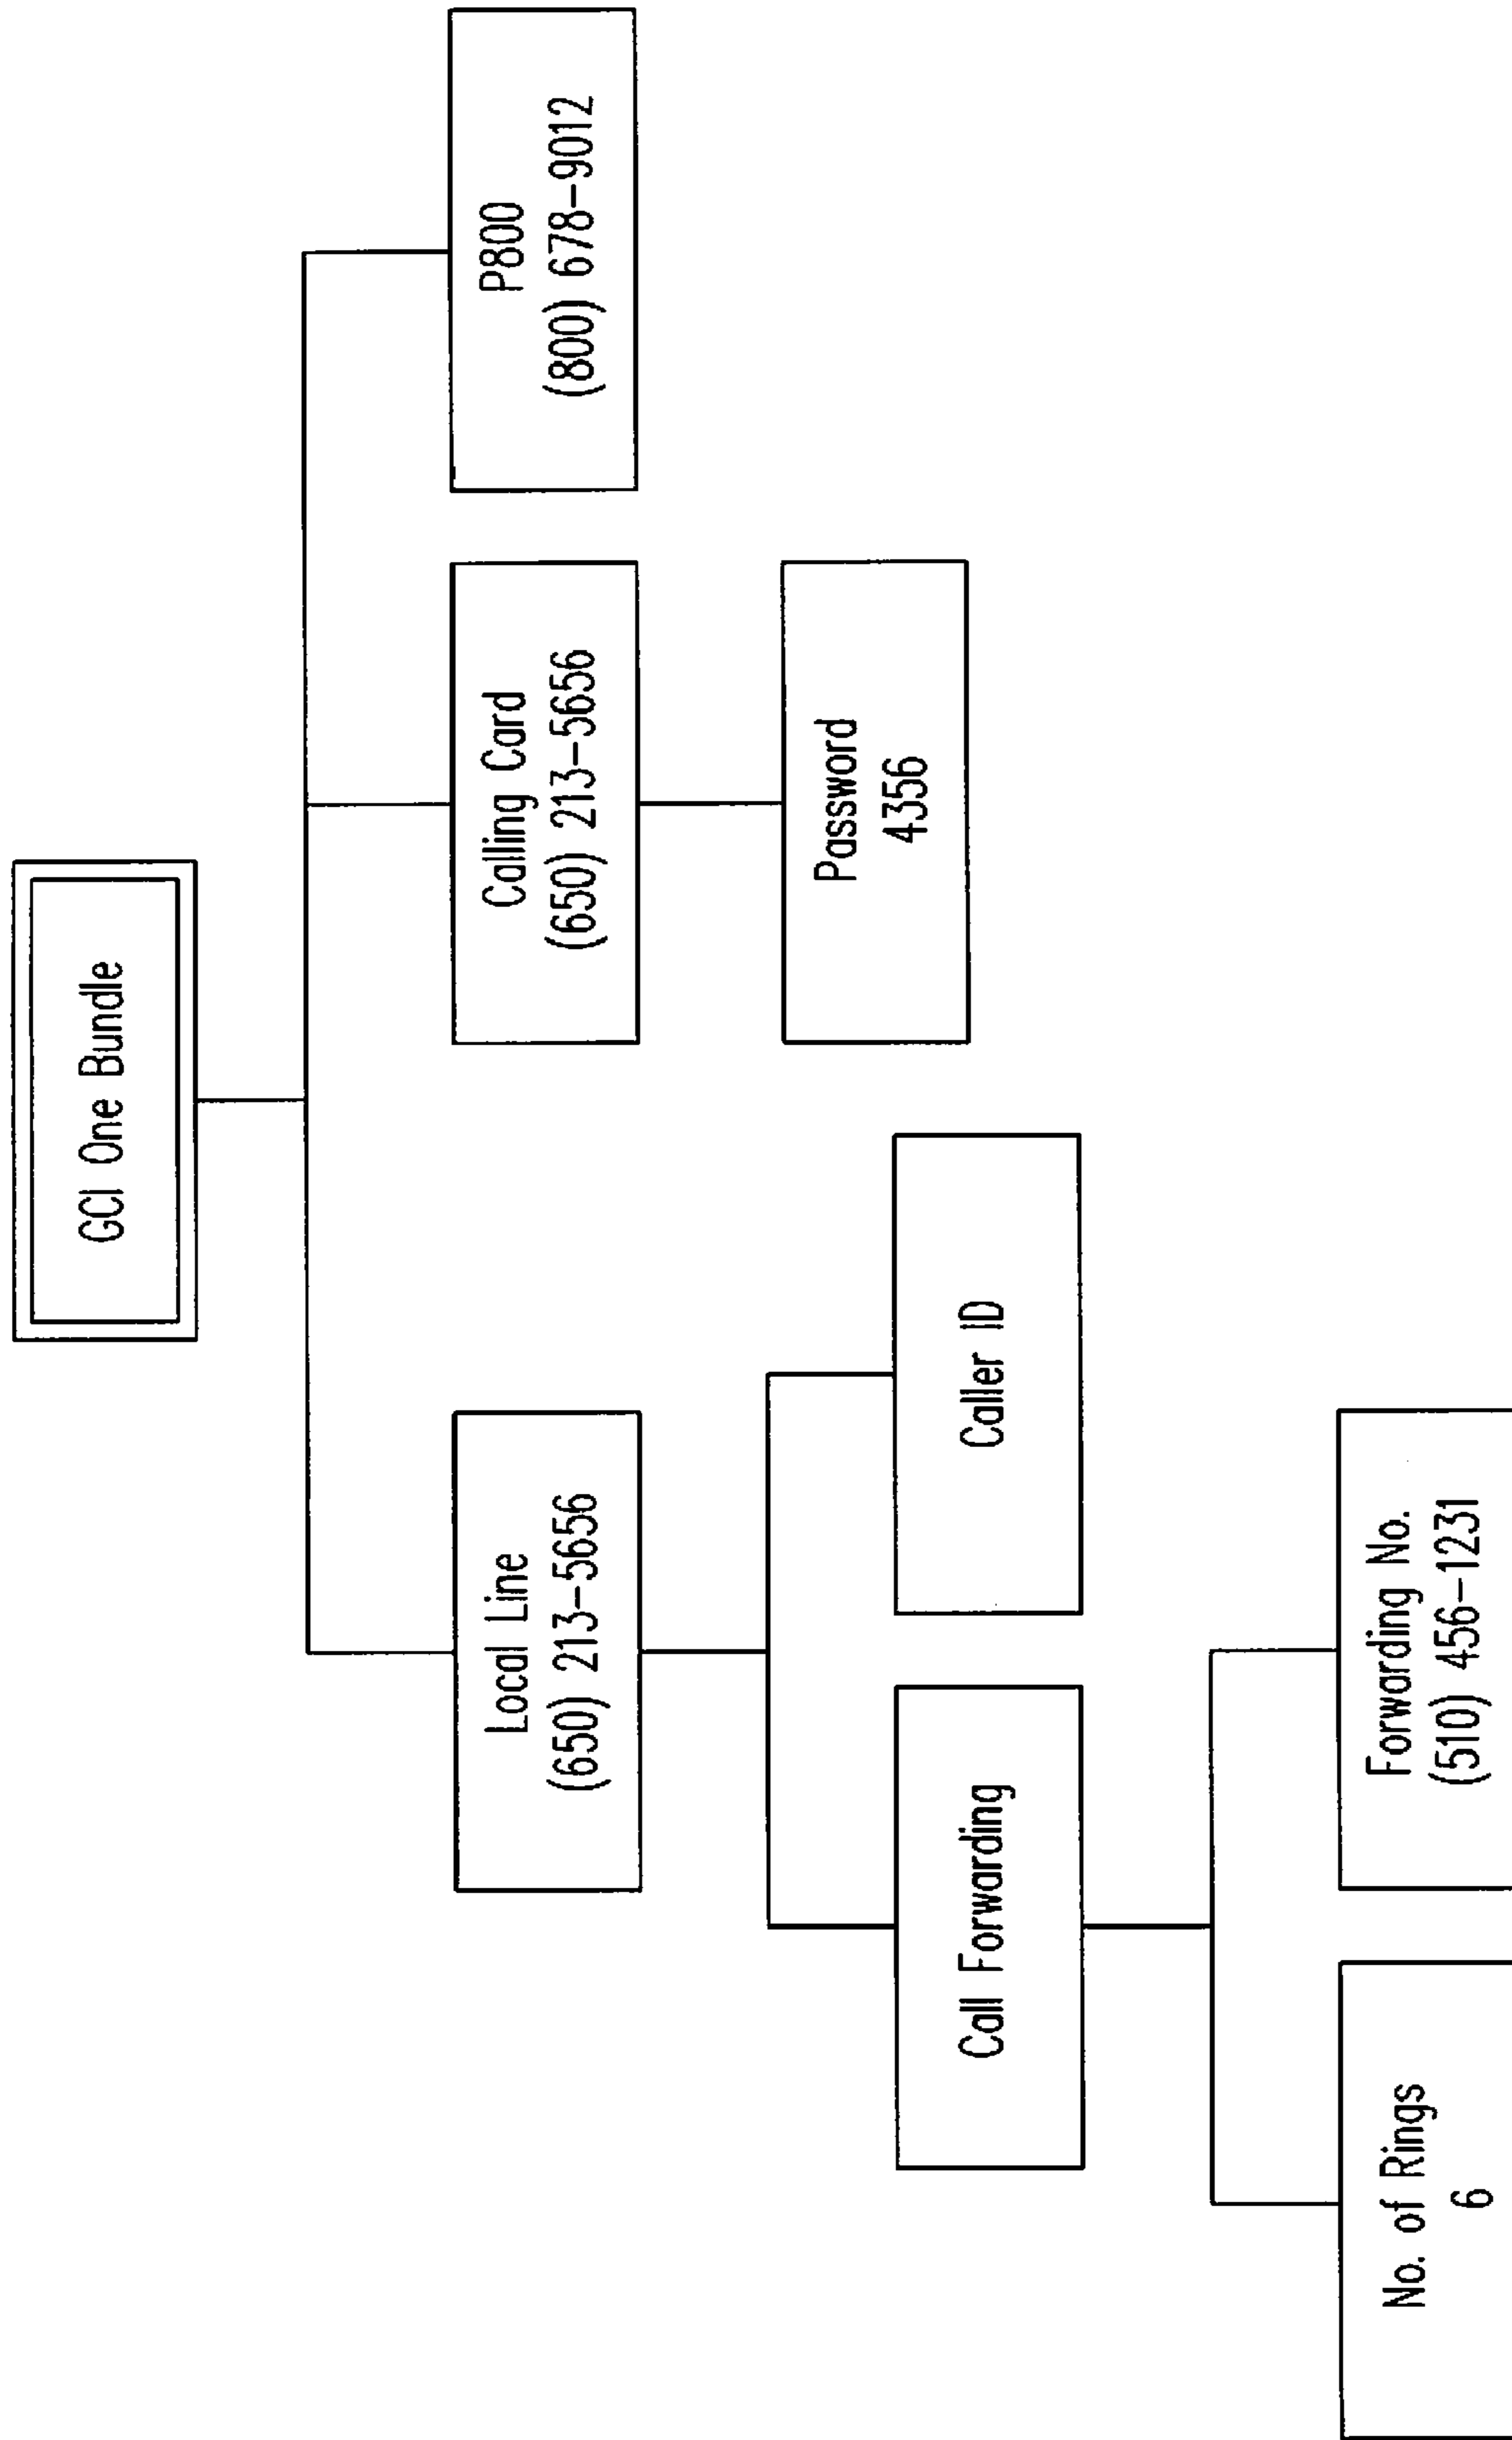 GCI One Bundle
Local Line
(650) 213-5656
Calling Card
(650) 213-5656
P800
(800) 678-9012
Password
4356
Call Forwarding
Caller ID
No. of Rings
6
Forwarding No.
(510) 456-1231